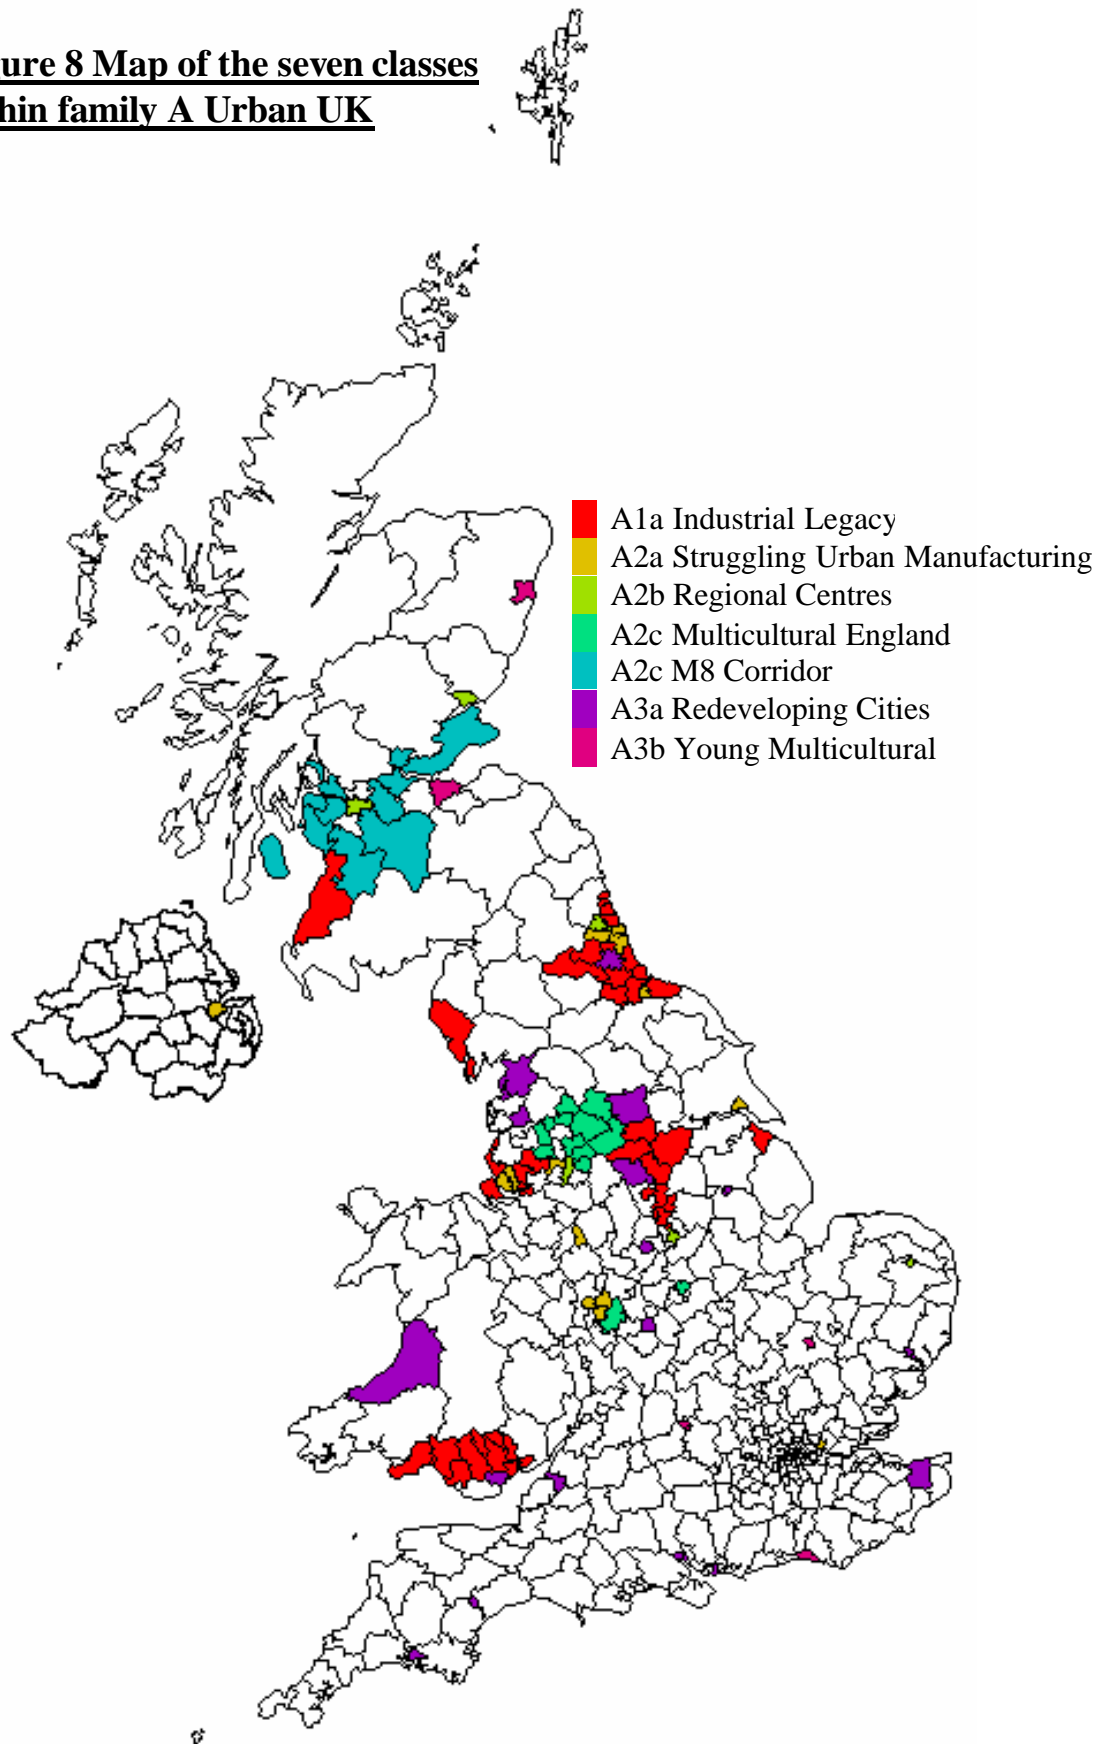 ure 8 Map of the seven classes
hin family A Urban UK
A1a Industrial Legacy
A2a Struggling Urban Manufacturing
A2b Regional Centres
A2c Multicultural England
A2c M8 Corridor
A3a Redeveloping Cities
A3b Young Multicultural